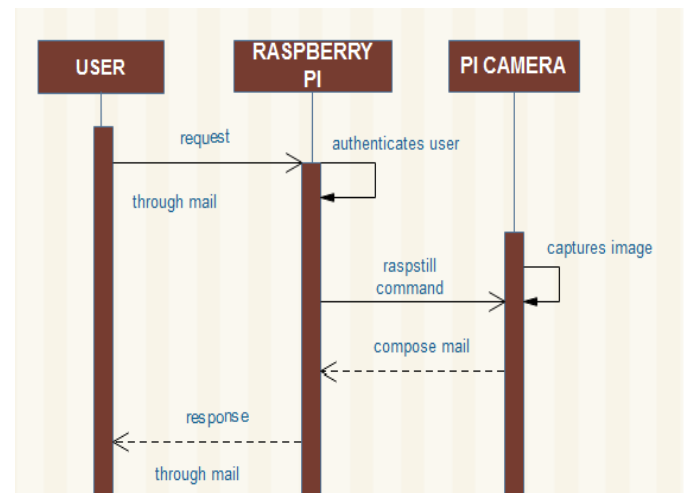 USER
RASPBERRY
PI
PI CAMERA
request
authenticates user
through mail
captures image
raspstill
command
compose mail
response
through mail